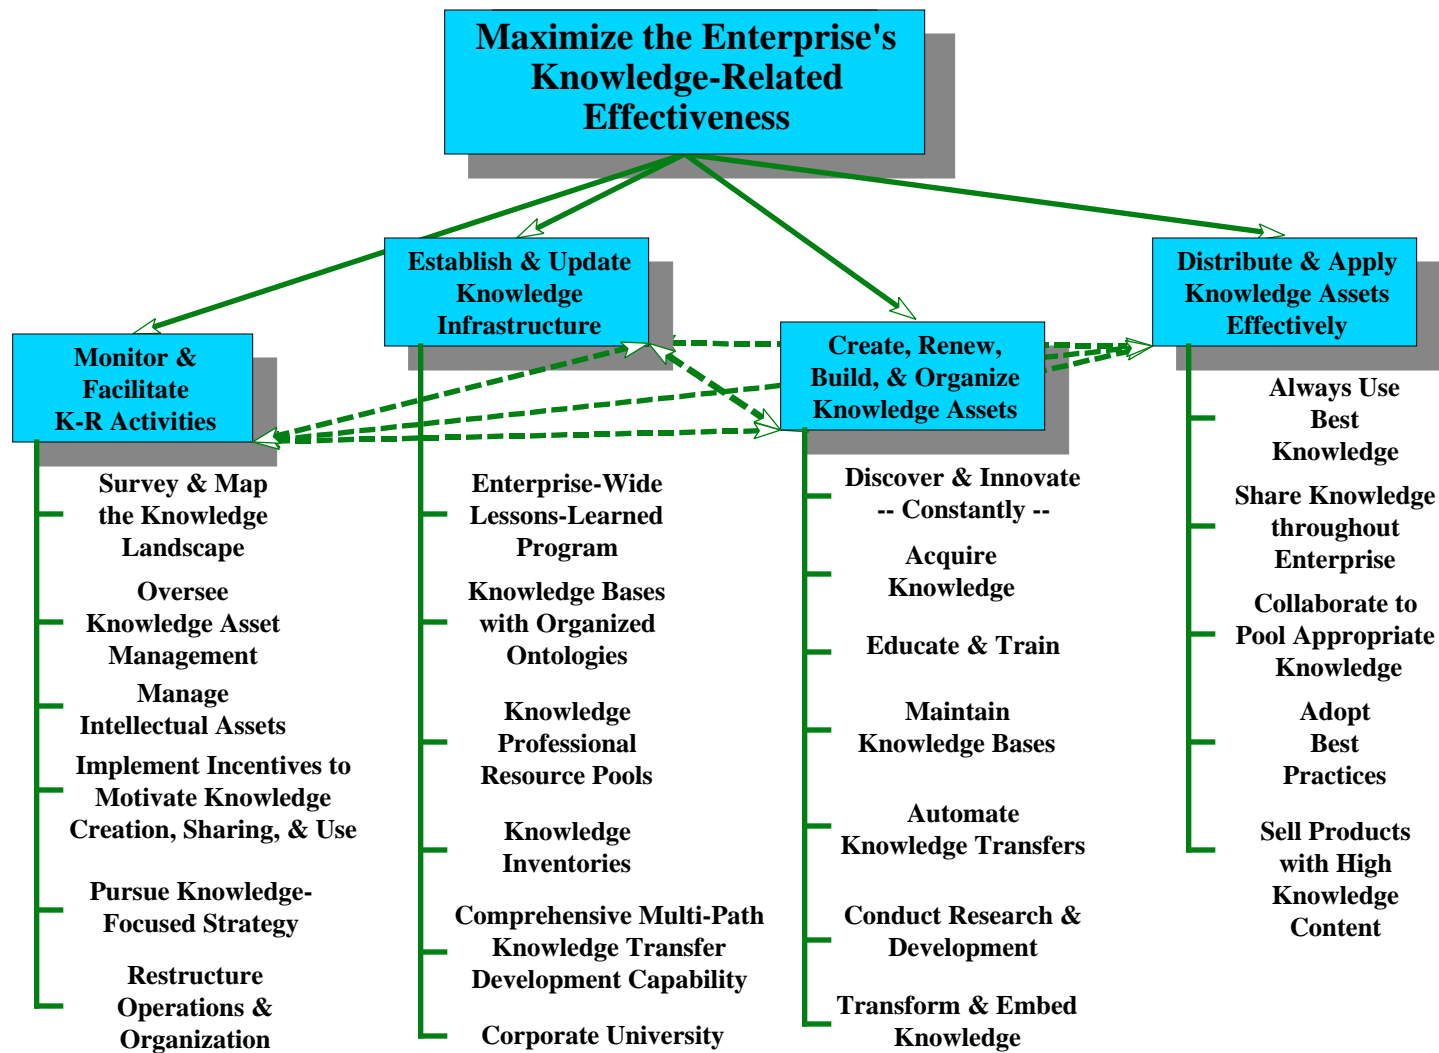 Maximize the Enterprise's
Knowledge-Related
Effectiveness
Monitor &
Facilitate
K-R Activities
Survey & Map
the Knowledge
Landscape
Oversee
Knowledge Asset
Management
Manage
Intellectual Assets
Implement Incentives to
Motivate Knowledge
Creation, Sharing, & Use
Pursue Knowledge-
Focused Strategy
Restructure
Operations &
Organization
Establish & Update
Knowledge
Infrastructure
Enterprise-Wide
Lessons-Learned
Program
Knowledge Bases
with Organized
Ontologies
Knowledge
Professional
Resource Pools
Knowledge
Inventories
Comprehensive Multi-Path
Knowledge Transfer
Development Capability
Corporate University
Create, Renew,
Build, & Organize
Knowledge Assets
Discover & Innovate
-- Constantly --
Acquire
Knowledge
Educate & Train
Maintain
Knowledge Bases
Automate
Knowledge Transfers
Conduct Research &
Development
Transform & Embed
Knowledge
Distribute & Apply
Knowledge Assets
Effectively
Always Use
Best
Knowledge
Share Knowledge
throughout
Enterprise
Collaborate to
Pool Appropriate
Knowledge
Adopt
Best
Practices
Sell Products
with High
Knowledge
Content